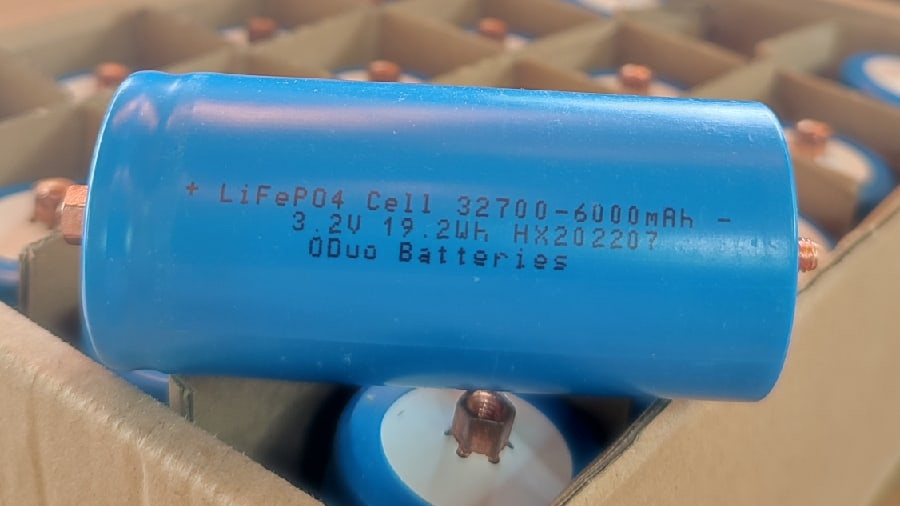 + LiFePO4 Cell 32700-6000mAh -
3.2V 19.2Wh HX202207
ODuo Batteries